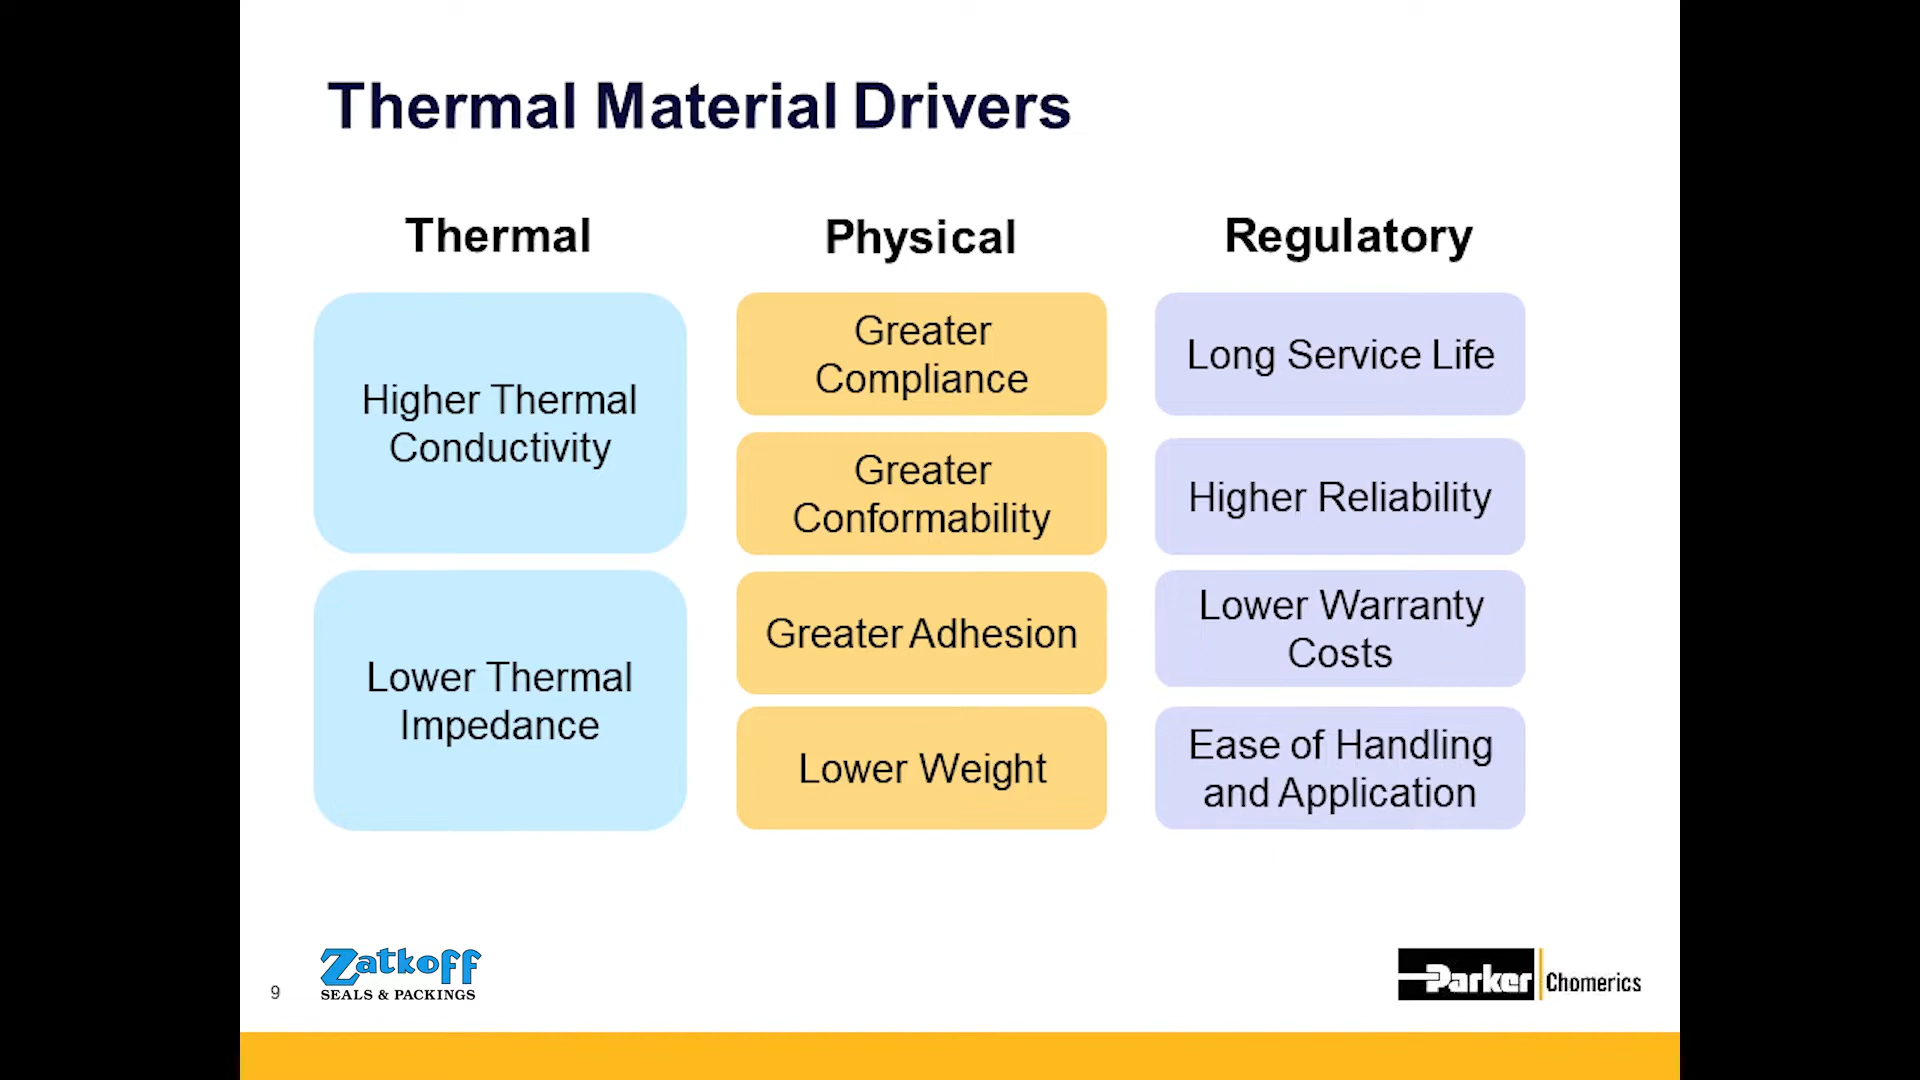 Thermal Material Drivers
Thermal
Physical
Regulatory
Higher Thermal
Conductivity
Lower Thermal
Impedance
Greater
Compliance
Greater
Conformability
Greater Adhesion
Lower Weight
Long Service Life
Higher Reliability
Lower Warranty
Costs
Ease of Handling
and Application
9
Zatkoff
SEALS & PACKINGS
Parker
Chomerics